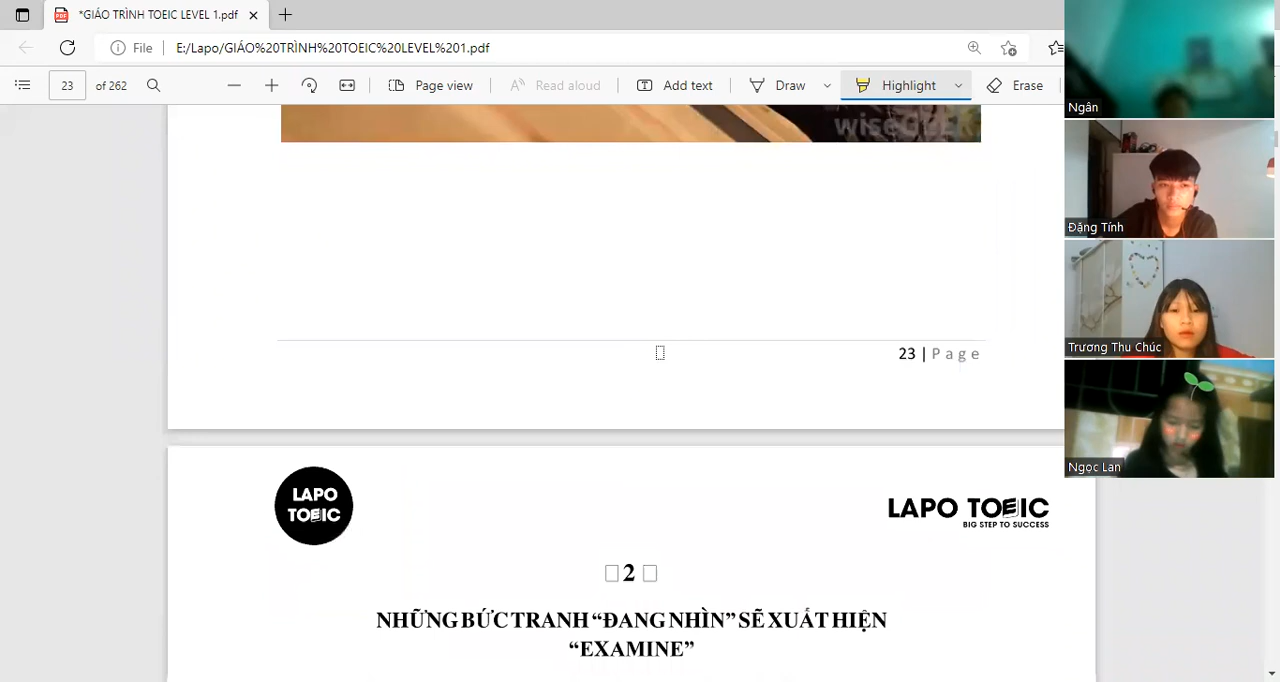 *GIÁO TRÌNH TOEIC LEVEL 1.pdf
File
E:/Lapo/GIÁO%20TRÌNH%20TOEIC%20LEVEL%201.pdf
23 of 262
Page view
Read aloud
Add text
Draw
Highlight
Erase
wiseGEEK
23 | Page
LAPO
TOEIC
LAPO TOEIC
BIG STEP TO SUCCESS
2
NHỮNG BỨC TRANH “ĐANG NHÌN” SẼ XUẤT HIỆN
“EXAMINE”
Ngân
Đặng Tính
Trương Thu Chúc
Ngọc Lan